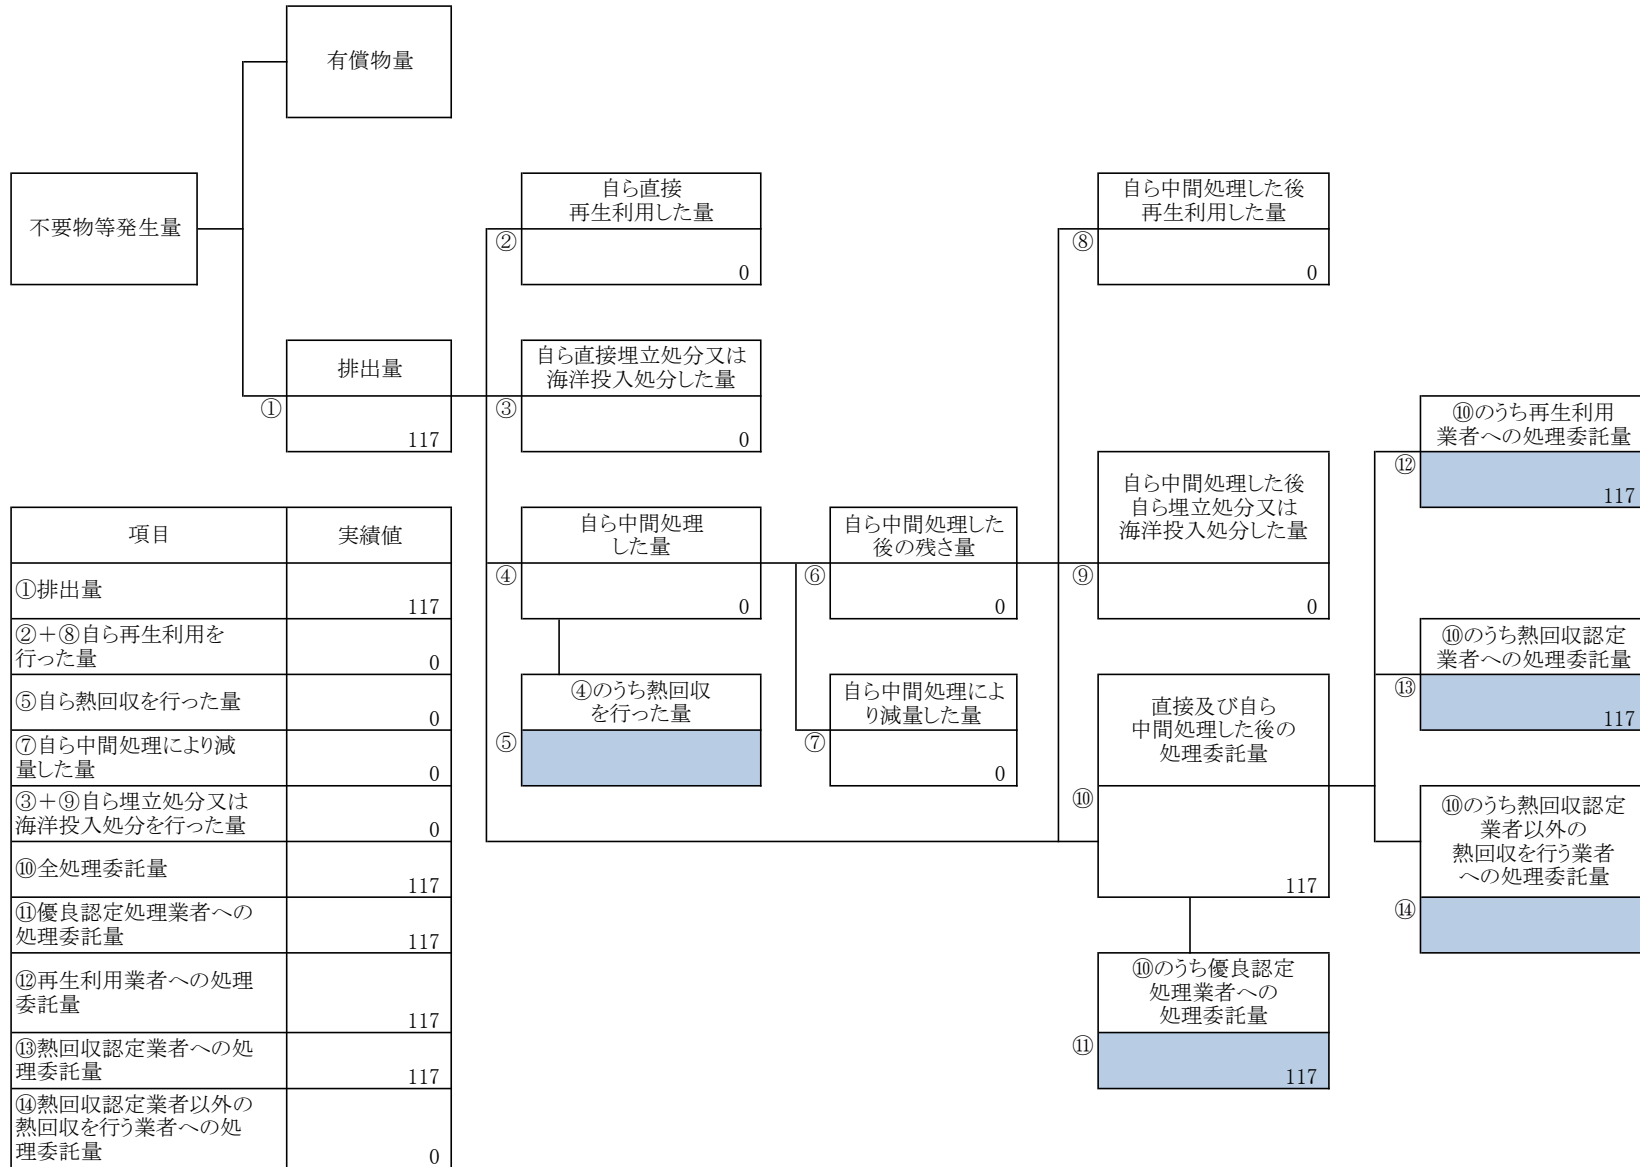 有償物量
不要物等発生量
自ら直接
再生利用した量
②
0
自ら中間処理した後
再生利用した量
⑧
0
排出量
①
117
自ら直接埋立処分又は
海洋投入処分した量
③
0
⑩のうち再生利用
業者への処理委託量
⑫
117
自ら中間処理
した量
④
0
自ら中間処理した
後の残さ量
⑥
0
自ら中間処理した後
自ら埋立処分又は
海洋投入処分した量
⑨
0
⑩のうち熱回収認定
業者への処理委託量
⑬
117
④のうち熱回収
を行った量
⑤
自ら中間処理によ
り減量した量
⑦
0
直接及び自ら
中間処理した後の
処理委託量
⑩
117
⑩のうち熱回収認定
業者以外の
熱回収を行う業者
への処理委託量
⑭
⑩のうち優良認定
処理業者への
処理委託量
⑪
117
項目
実績値
①排出量
117
②+⑧自ら再生利用を
行った量
0
⑤自ら熱回収を行った量
0
⑦自ら中間処理により減
量した量
0
③+⑨自ら埋立処分又は
海洋投入処分を行った量
0
⑩全処理委託量
117
⑪優良認定処理業者への
処理委託量
117
⑫再生利用業者への処理
委託量
117
⑬熱回収認定業者への処
理委託量
117
⑭熱回収認定業者以外の
熱回収を行う業者への処
理委託量
0